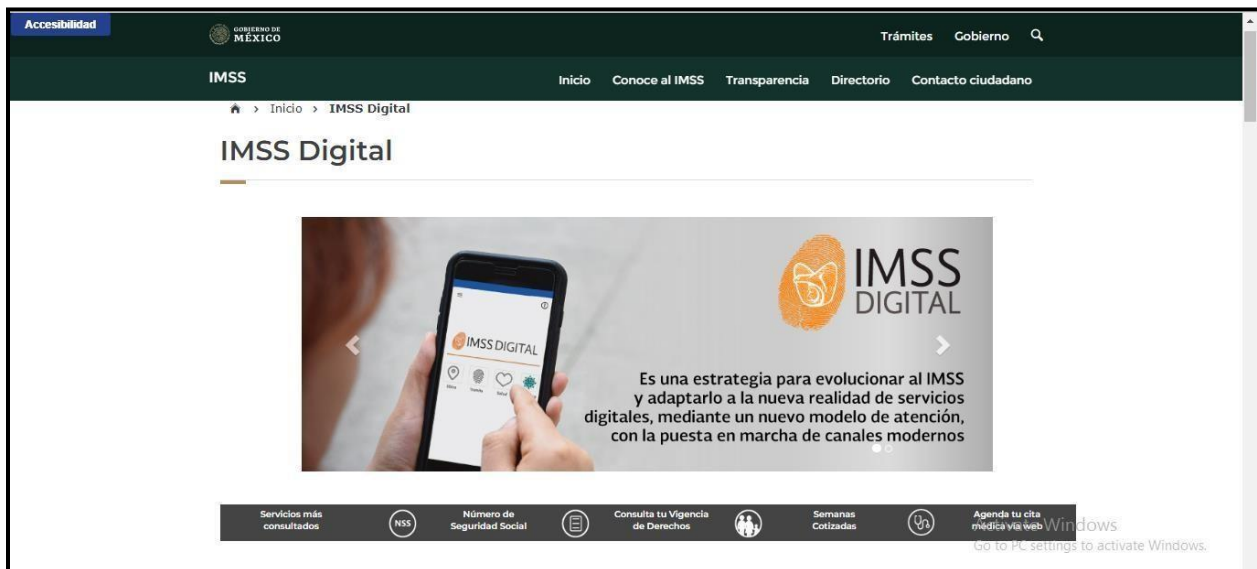 Accesibilidad
GOBIERNO DE
MÉXICO
Trámites Gobierno
IMSS
Inicio Conoce al IMSS Transparencia Directorio Contacto ciudadano
> Inicio > IMSS Digital
IMSS Digital
IMSS
DIGITAL
IMSS DIGITAL
Salud
Es una estrategia para evolucionar al IMSS
y adaptarlo a la nueva realidad de servicios
digitales, mediante un nuevo modelo de atención,
con la puesta en marcha de canales modernos
Servicios más
consultados
NSS
Número de
Seguridad Social
Consulta tu Vigencia
de Derechos
Semanas
Cotizadas
Agenda tu cita
médica vía web
Activate Windows
Go to PC settings to activate Windows.